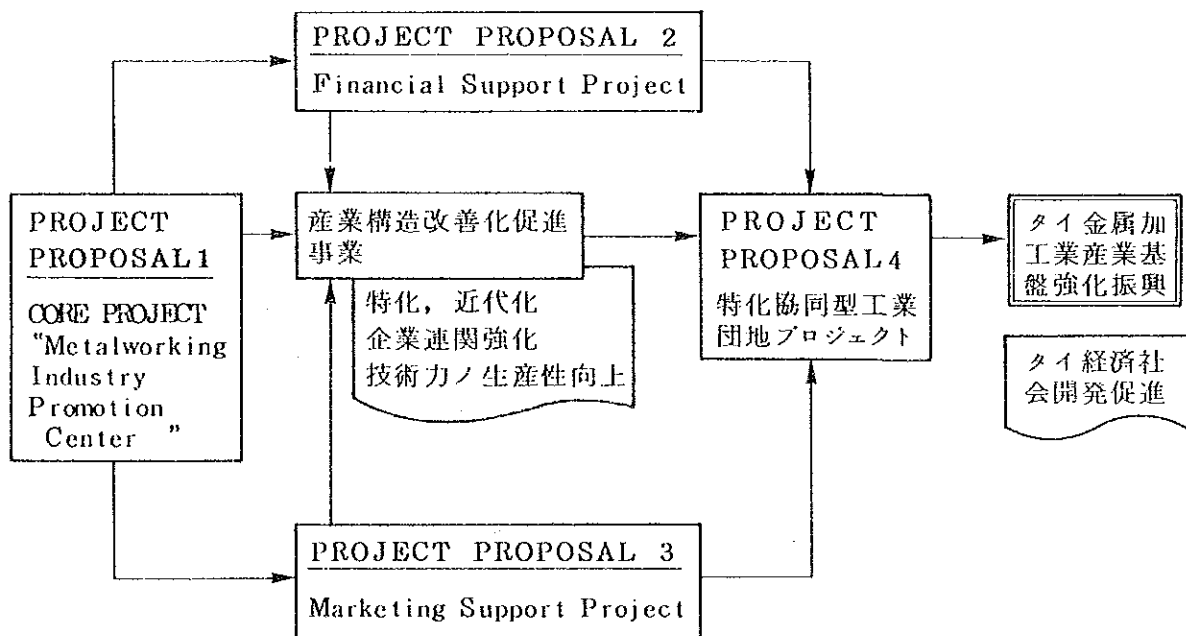 PROJECT PROPOSAL 2
Financial Support Project
PROJECT
PROPOSAL1
CORE PROJECT
"Metalworking
Industry
Promotion
Center "
産業構造改善化促進
事業
特化，近代化
企業連関強化
技術力ノ生産性向上
PROJECT PROPOSAL 3
Marketing Support Project
PROJECT
PROPOSAL4
特化協同型工業
団地プロジェクト
タイ金属加
工業産業基
盤強化振興
タイ経済社
会開発促進